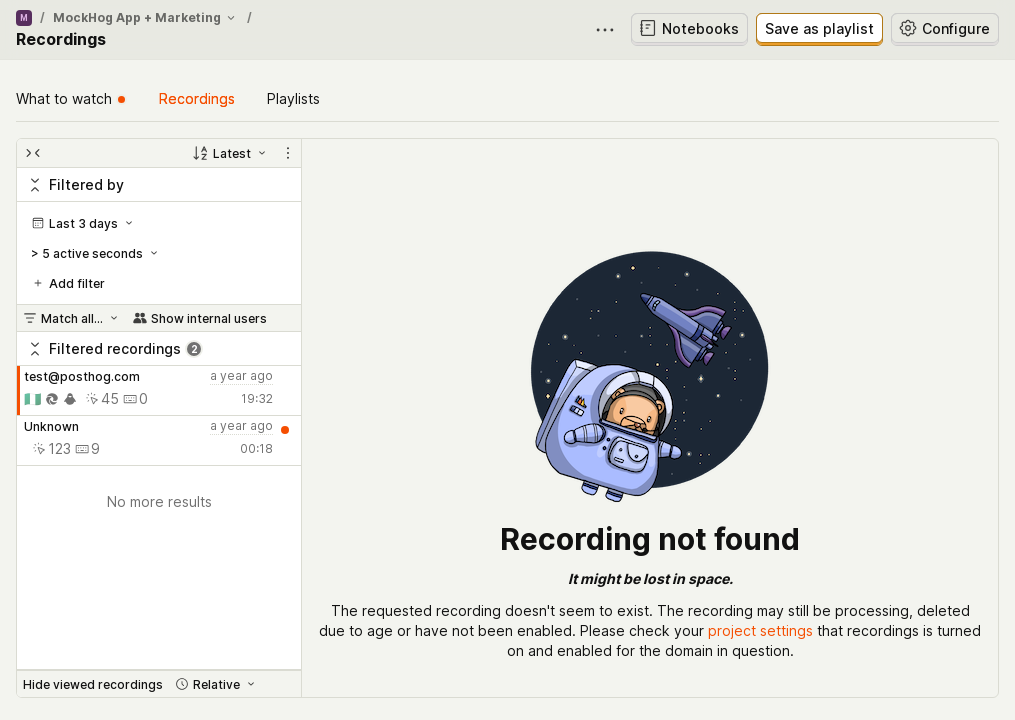 M / MockHog App + Marketing /
Recordings
Notebooks
Save as playlist
Configure
What to watch
Recordings
Playlists
Latest
Filtered by
Last 3 days
> 5 active seconds
Add filter
Match all...
Show internal users
Filtered recordings 2
test@posthog.com a year ago
45 0 19:32
Unknown a year ago
123 9 00:18
No more results
Hide viewed recordings
Relative
Recording not found
It might be lost in space.
The requested recording doesn't seem to exist. The recording may still be processing, deleted
due to age or have not been enabled. Please check your project settings that recordings is turned
on and enabled for the domain in question.